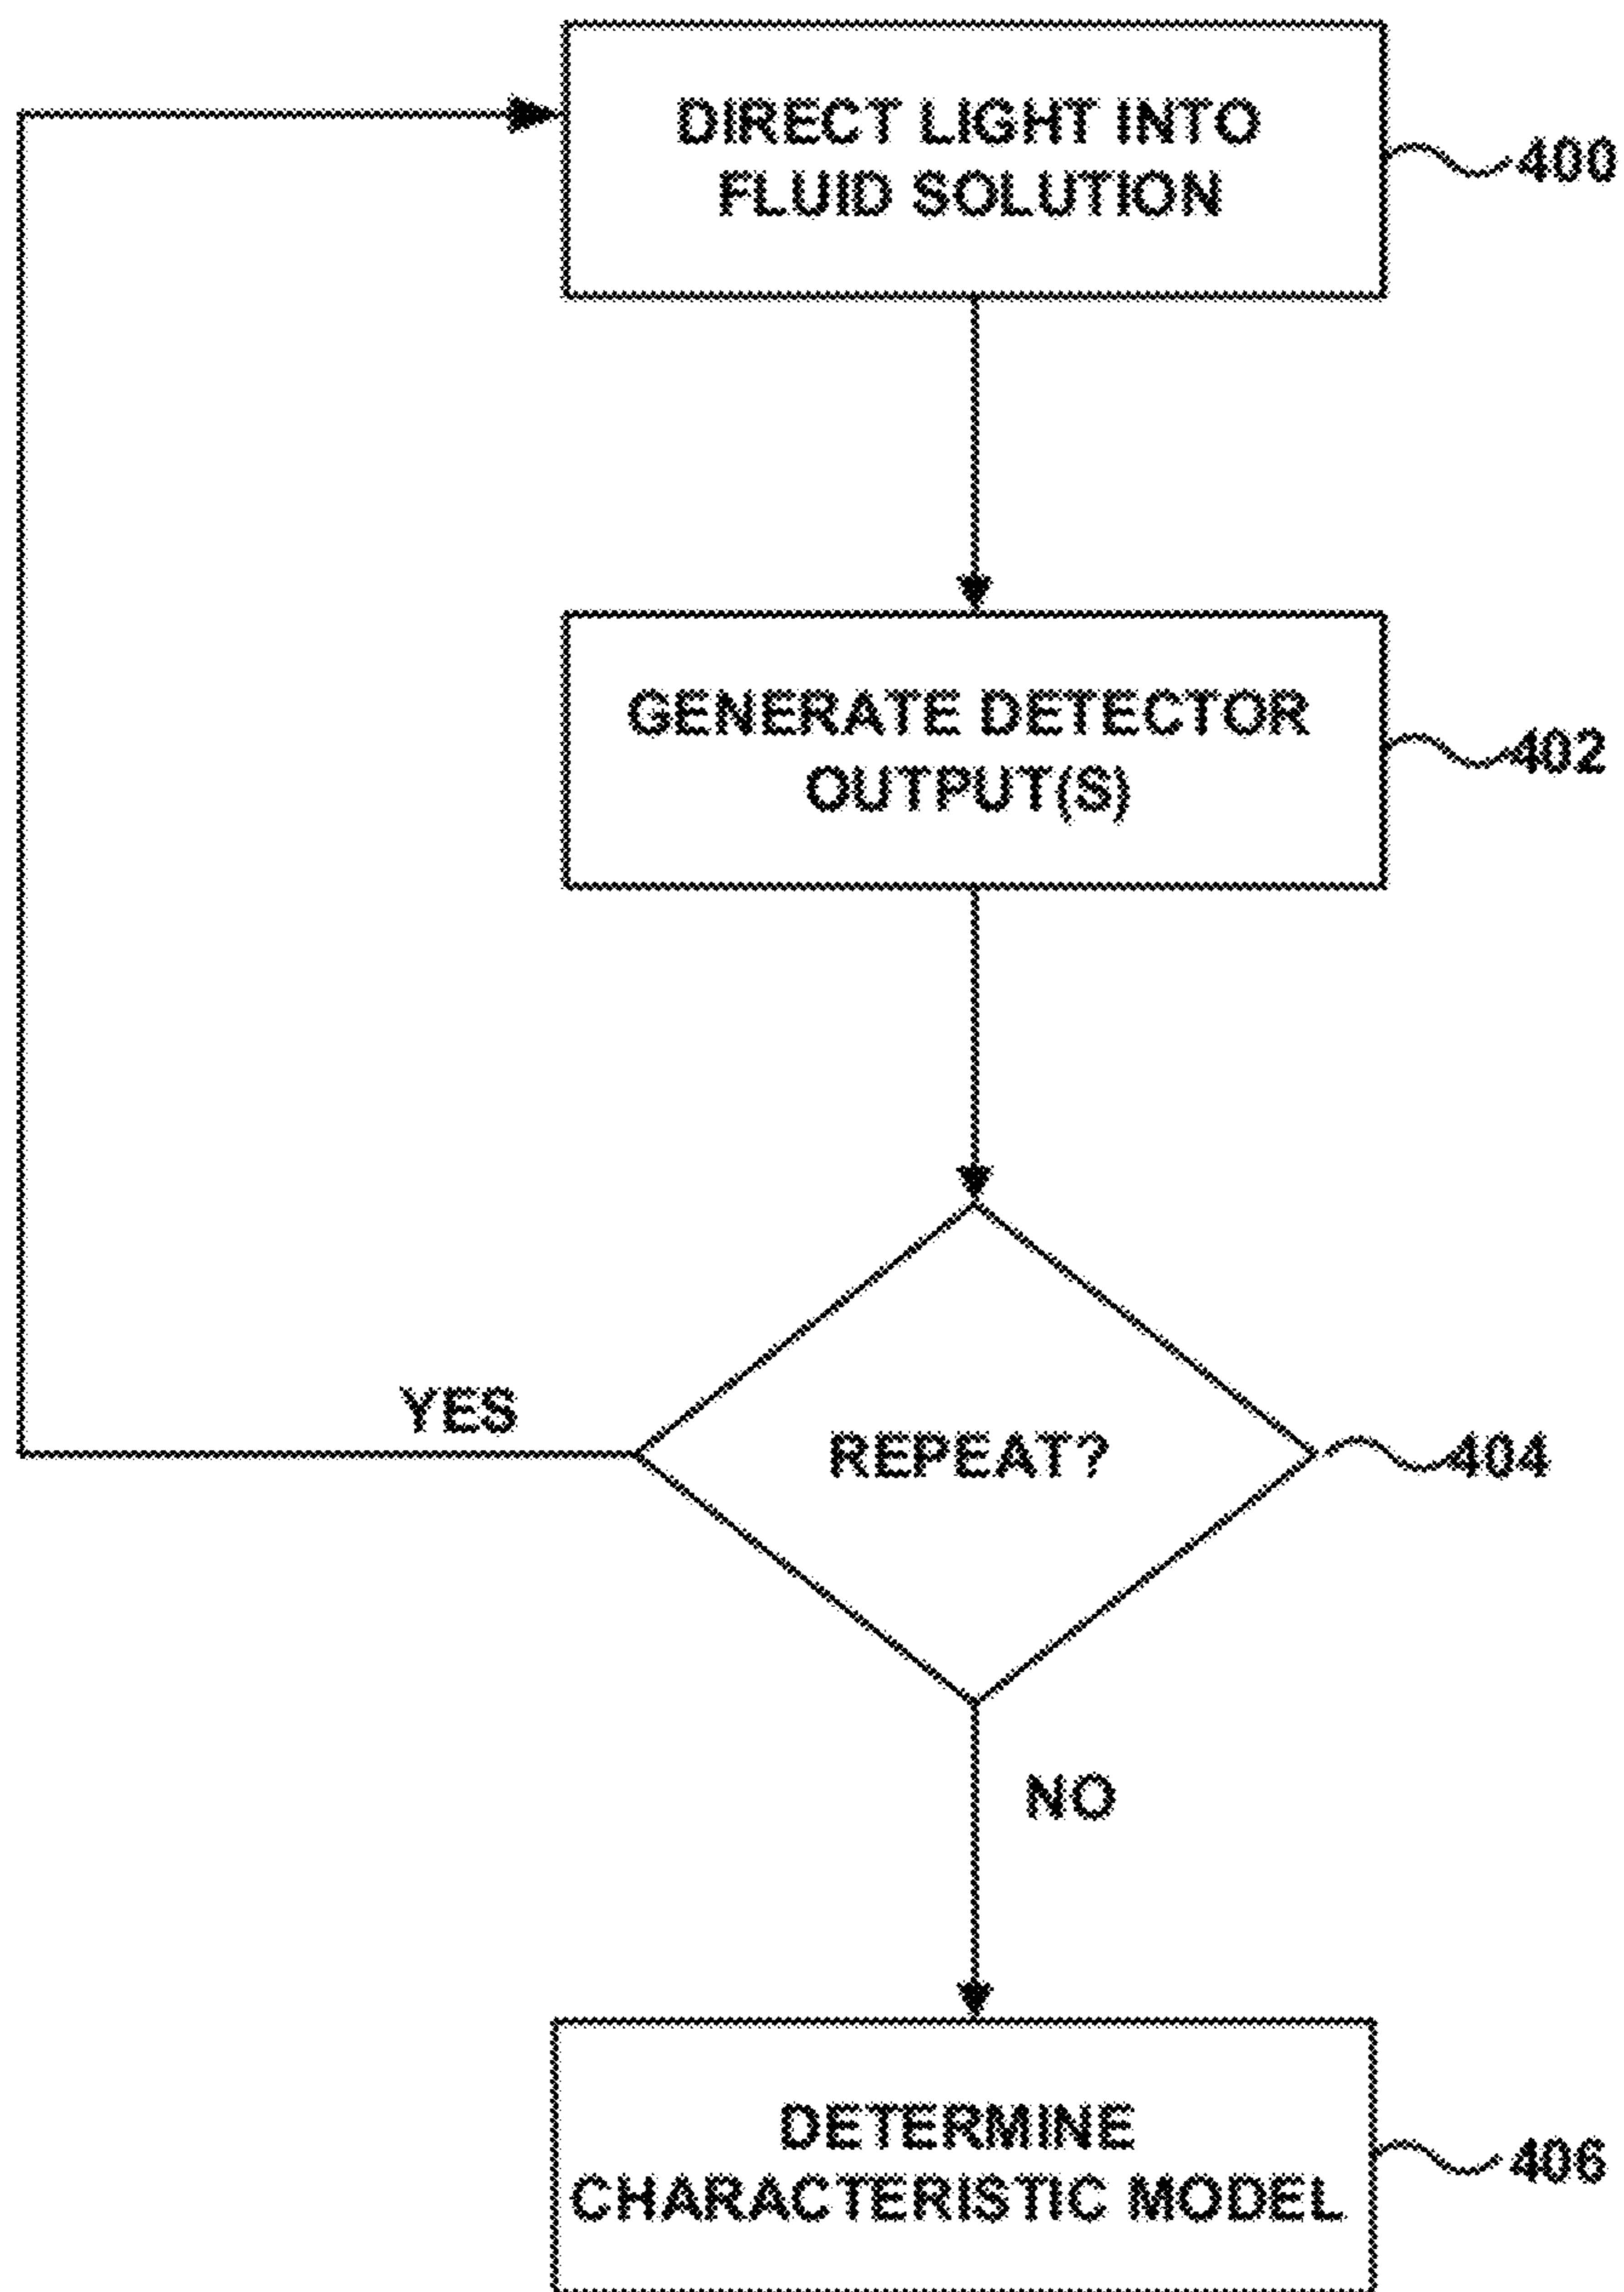 DIRECT LIGHT INTO
FLUID SOLUTION
400
GENERATE DETECTOR
OUTPUT(S)
402
YES
REPEAT?
404
NO
DETERMINE
CHARACTERISTIC MODEL
406